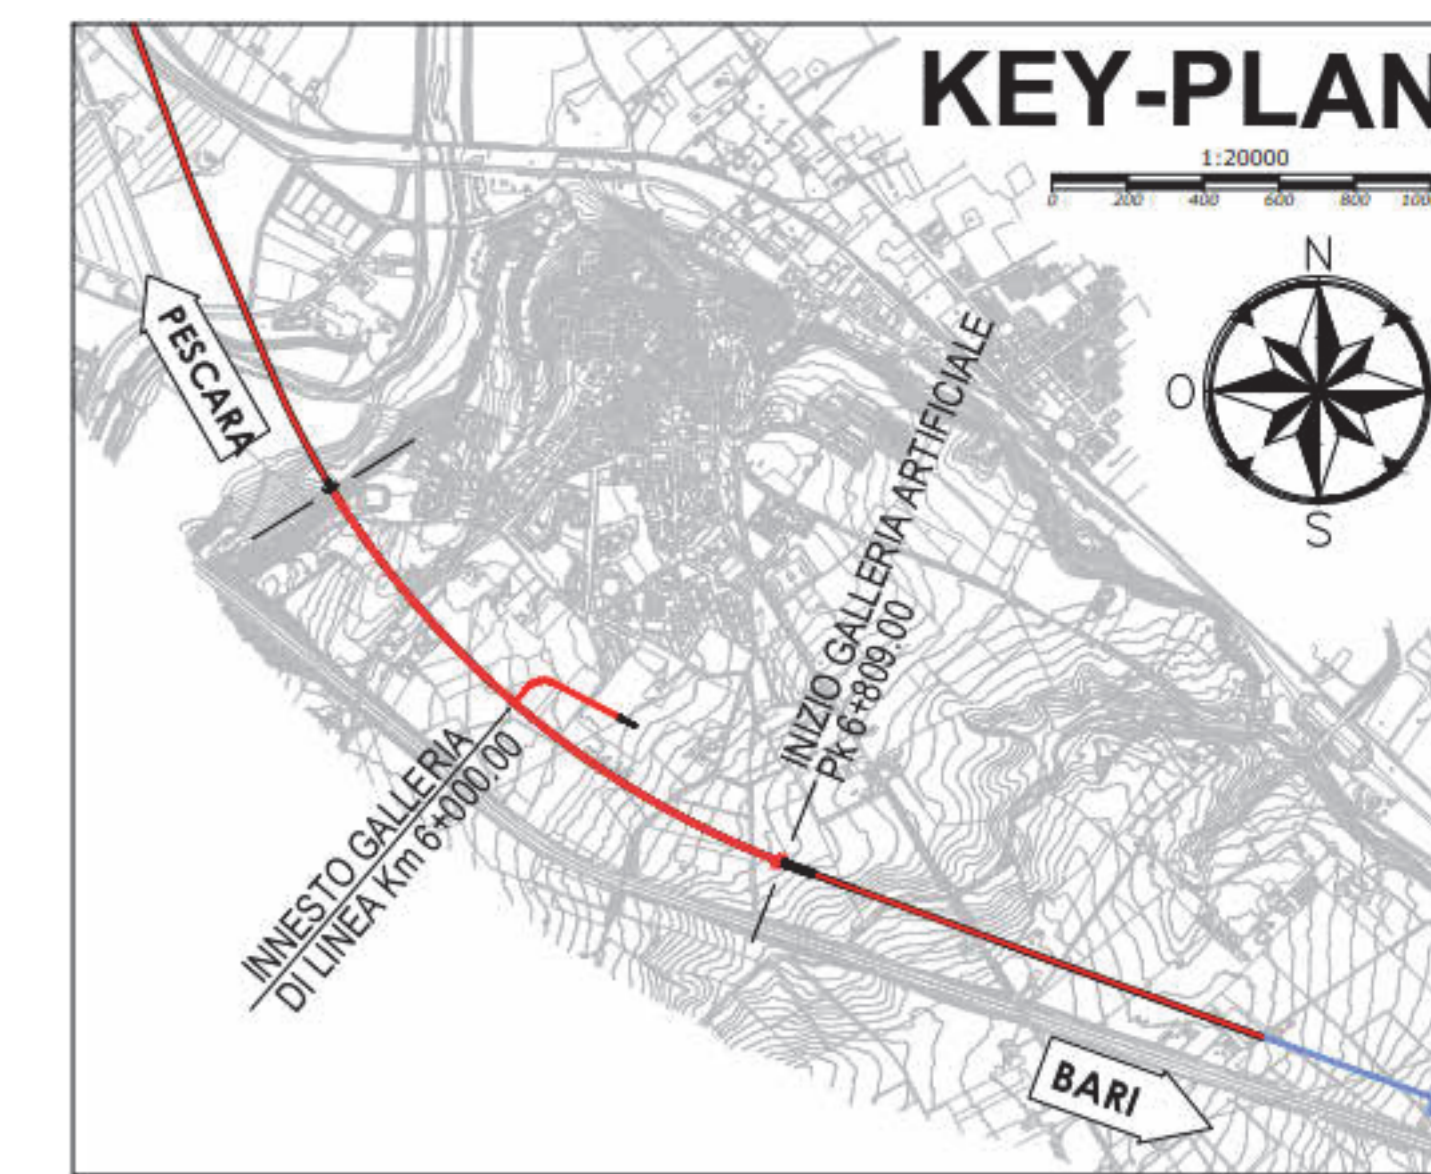 KEY-PLAN
1:20000
0 200 400 600 800 100
N
O
S
PESCARA
INIZIO GALLERIA ARTIFICIALE
Pk 6+809.00
INNESTO GALLERIA
DI LINEA Km 6+000.00
BARI